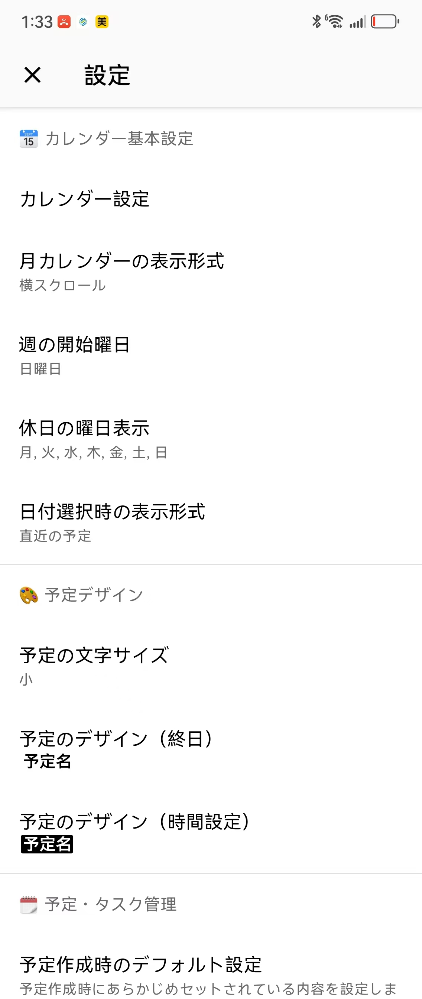 1:33 美 6
設定
SEPT.
15 カレンダー基本設定
カレンダー設定
月カレンダーの表示形式
横スクロール
週の開始曜日
日曜日
休日の曜日表示
月, 火, 水, 木, 金, 土, 日
日付選択時の表示形式
直近の予定
予定デザイン
予定の文字サイズ
小
予定のデザイン（終日）
予定名
予定のデザイン（時間設定）
予定名
予定・タスク管理
予定作成時のデフォルト設定
予定作成時にあらかじめセットされている内容を設定しま